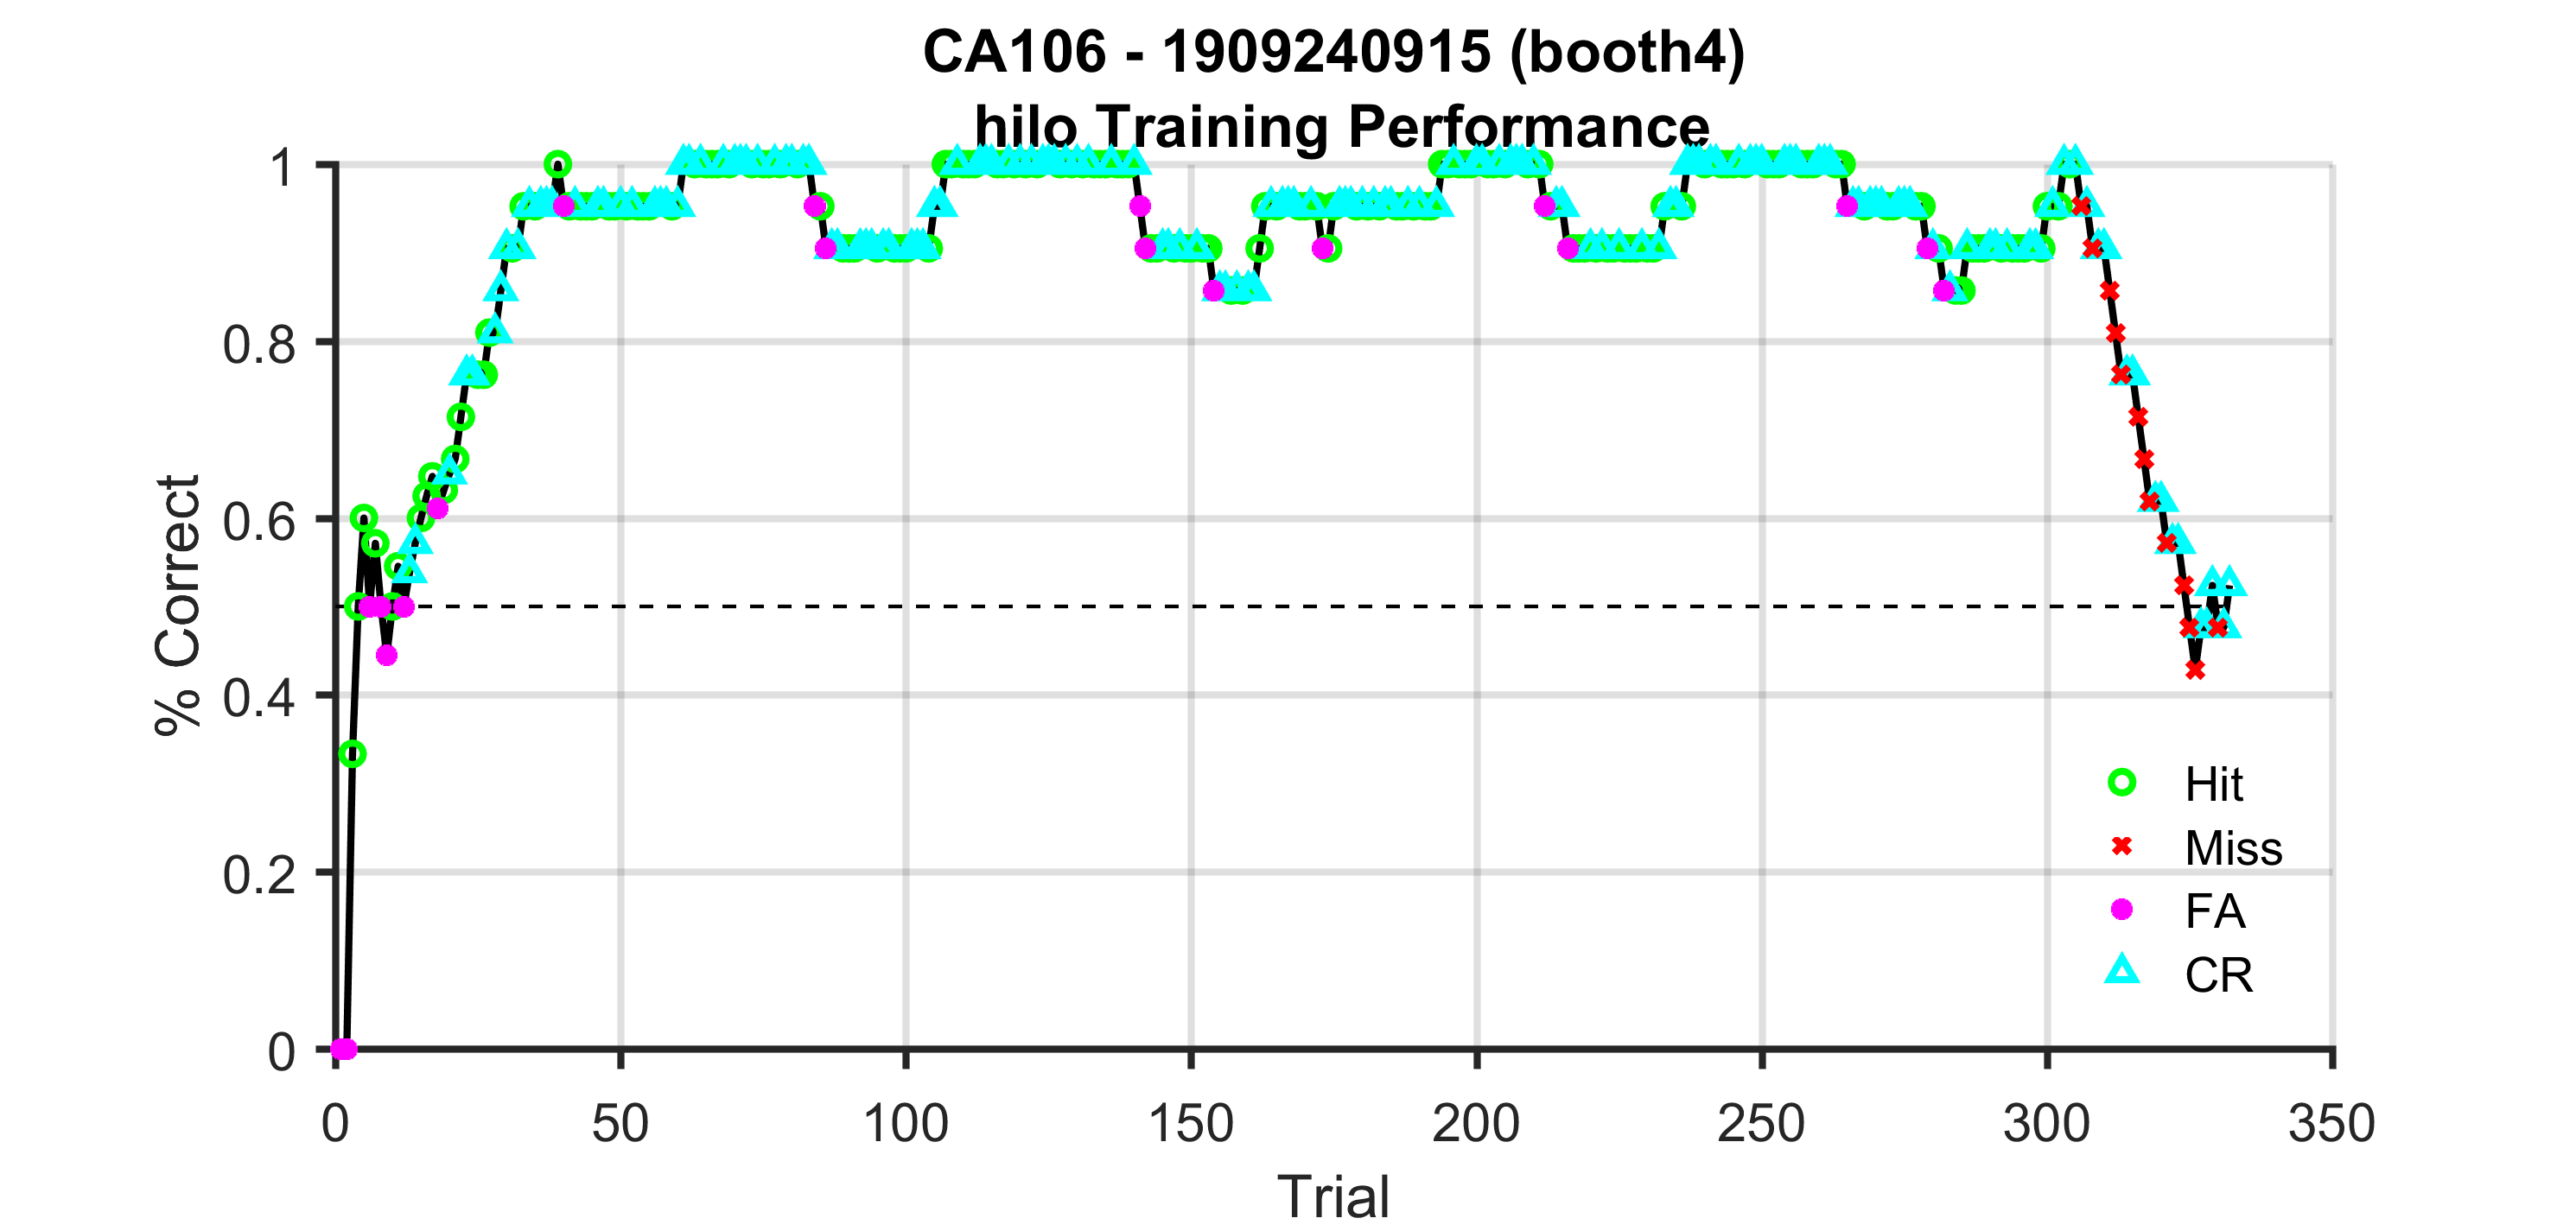 CA106 - 1909240915 (booth4)
hilo Training Performance
% Correct
1
0.8
0.6
0.4
0.2
0
0 50 100 150 200 250 300 350
Trial
Hit
Miss
FA
CR